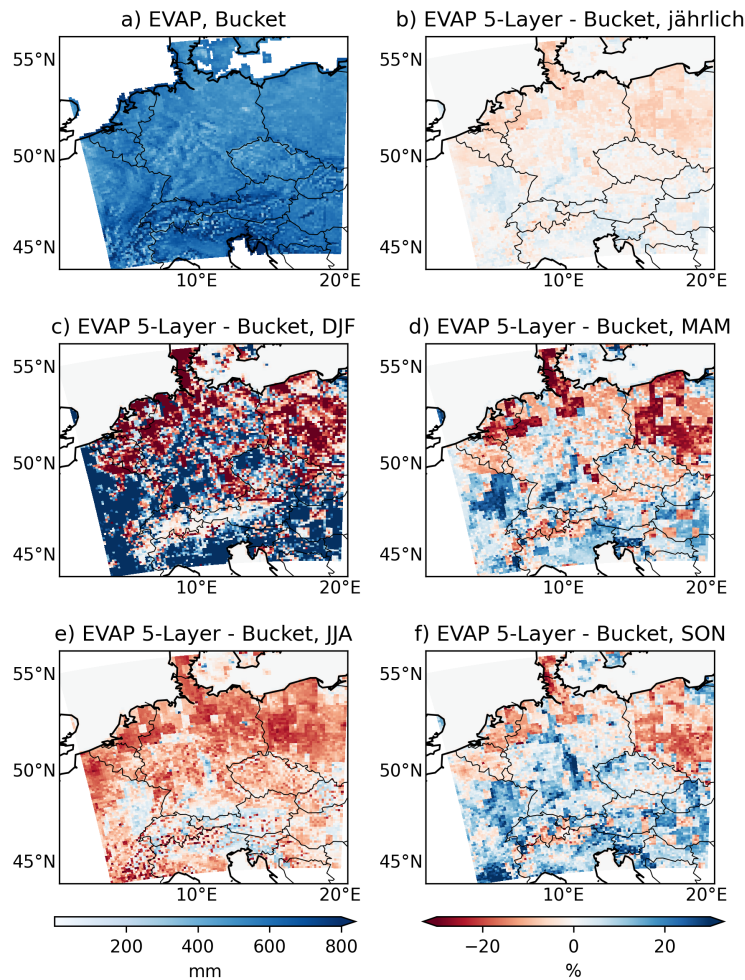 a) EVAP, Bucket
b) EVAP 5-Layer - Bucket, jährlich
55°N
50°N
45°N
10°E
20°E
55°N
50°N
45°N
10°E
20°E
c) EVAP 5-Layer - Bucket, DJF
d) EVAP 5-Layer - Bucket, MAM
55°N
50°N
45°N
10°E
20°E
55°N
50°N
45°N
10°E
20°E
e) EVAP 5-Layer - Bucket, JJA
f) EVAP 5-Layer - Bucket, SON
55°N
50°N
45°N
10°E
20°E
55°N
50°N
45°N
10°E
20°E
200
400
600
800
mm
−20
0
20
%